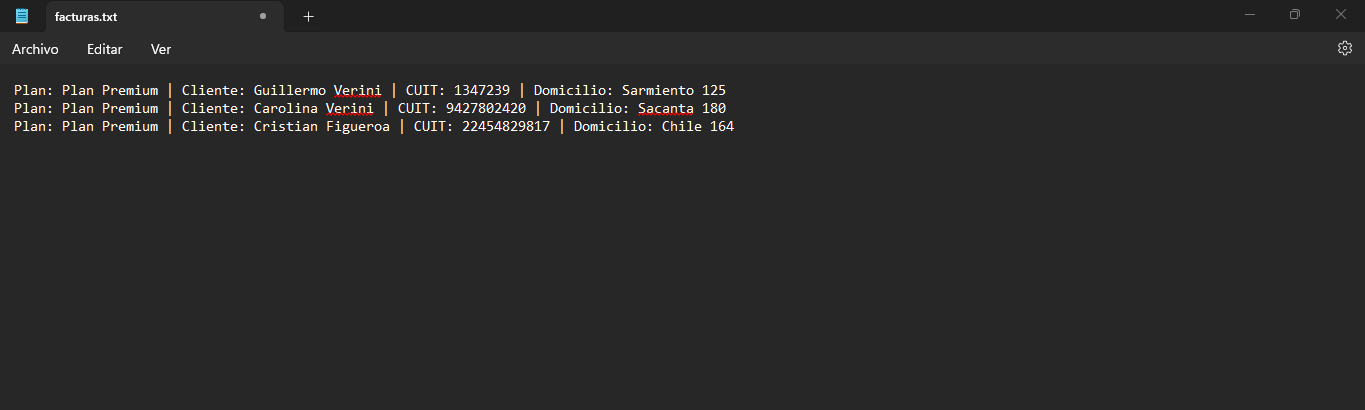 facturas.txt
Archivo Editar Ver
Plan: Plan Premium | Cliente: Guillermo Verini | CUIT: 1347239 | Domicilio: Sarmiento 125
Plan: Plan Premium | Cliente: Carolina Verini | CUIT: 9427802420 | Domicilio: Sacanta 180
Plan: Plan Premium | Cliente: Cristian Figueroa | CUIT: 22454829817 | Domicilio: Chile 164